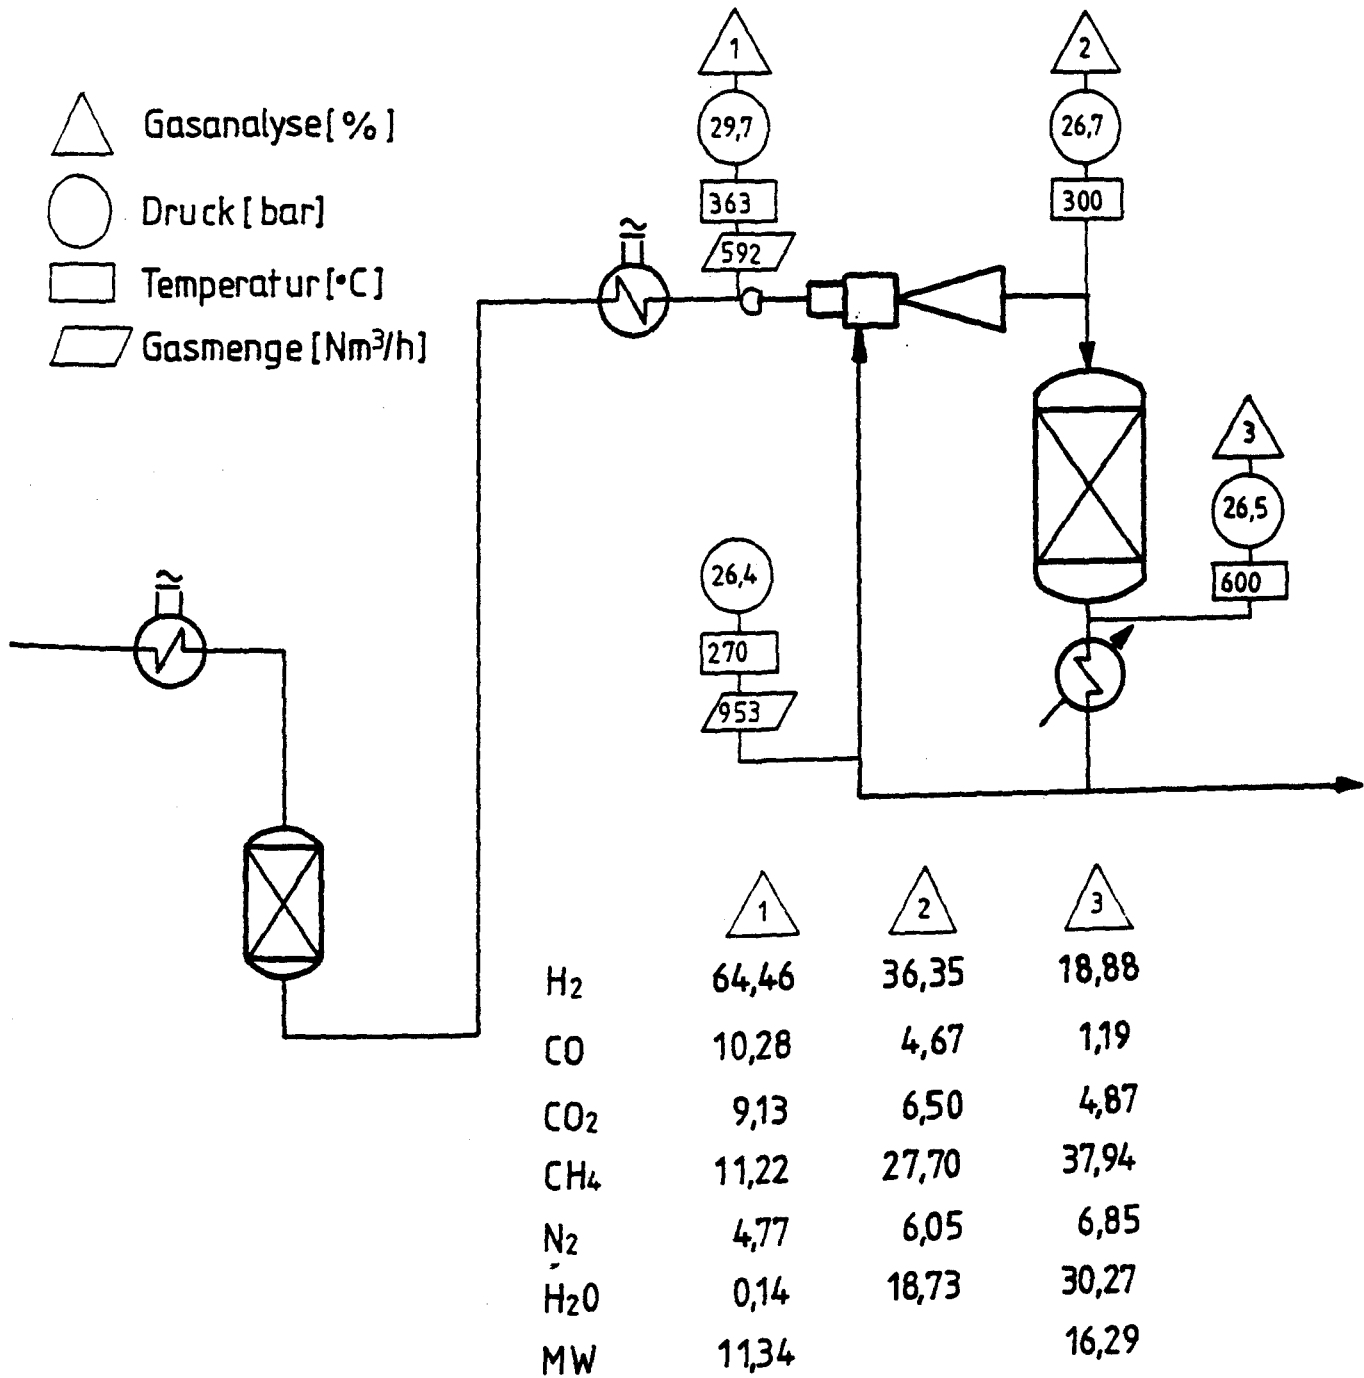 1
2
Gasanalyse[%]
29,7
26,7
Druck[bar]
363
300
592
Temperatur[°C]
Gasmenge[Nm³/h]
3
26,5
26,4
600
270
953
1 2 3
H₂ 64,46 36,35 18,88
CO 10,28 4,67 1,19
CO₂ 9,13 6,50 4,87
CH₄ 11,22 27,70 37,94
N₂ 4,77 6,05 6,85
H₂O 0,14 18,73 30,27
MW 11,34 16,29